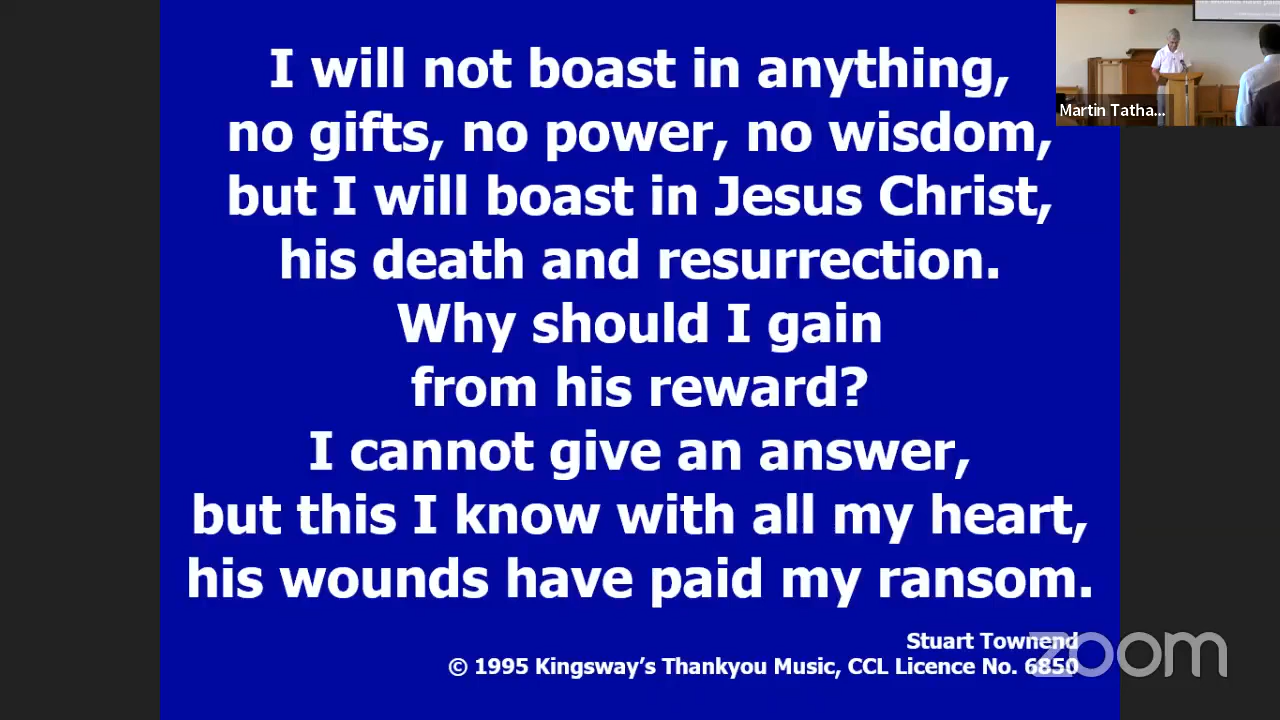 I will not boast in anything,
no gifts, no power, no wisdom,
but I will boast in Jesus Christ,
his death and resurrection.
Why should I gain
from his reward?
I cannot give an answer,
but this I know with all my heart,
his wounds have paid my ransom.
Stuart Townend
© 1995 Kingsway’s Thankyou Music, CCL Licence No. 6850
Martin Tatha...
zoom